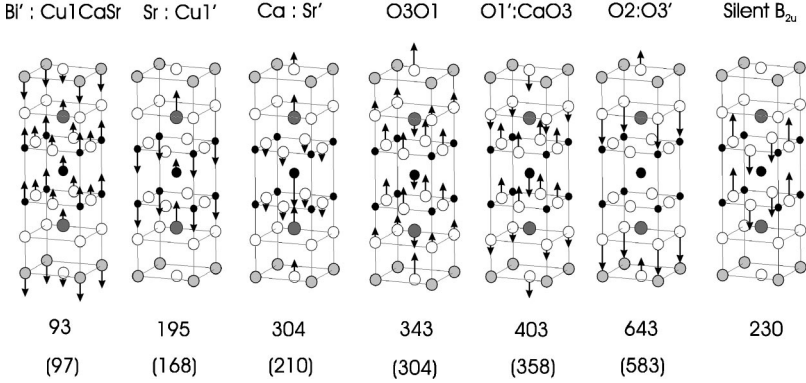 Bi' : Cu1CaSr Sr : Cu1' Ca : Sr' O3O1 O1':CaO3 O2:O3' Silent B2u
93 195 304 343 403 643 230
(97) (168) (210) (304) (358) (583)